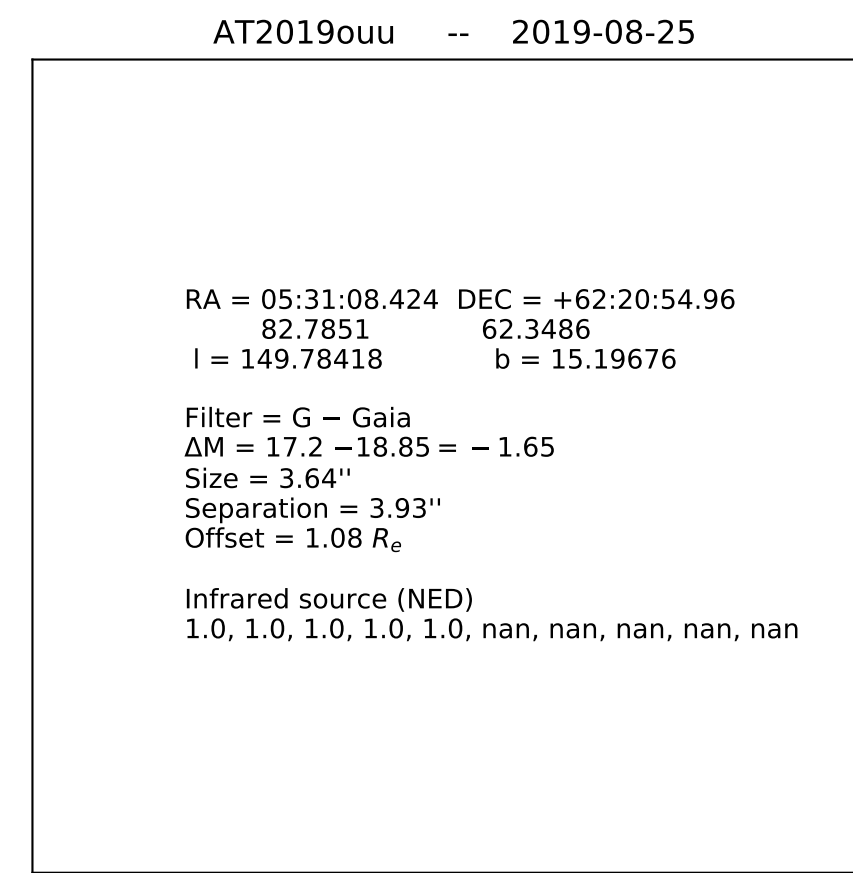 AT2019ouu -- 2019-08-25
RA = 05:31:08.424 DEC = +62:20:54.96
82.7851 62.3486
l = 149.78418 b = 15.19676
Filter = G − Gaia
ΔM = 17.2 −18.85 = − 1.65
Size = 3.64''
Separation = 3.93''
Offset = 1.08 Re
Infrared source (NED)
1.0, 1.0, 1.0, 1.0, 1.0, nan, nan, nan, nan, nan